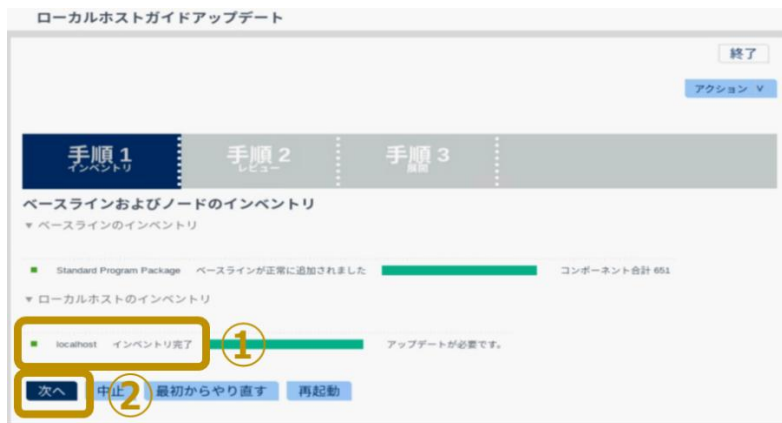 ローカルホストガイドアップデート
終了
アクション ∨
手順 1 手順 2 手順 3
インベントリ レビュー 展開
ベースラインおよびノードのインベントリ
▼ ベースラインのインベントリ
Standard Program Package ベースラインが正常に追加されました コンポーネント合計 651
▼ ローカルホストのインベントリ
localhost インベントリ完了 ① アップデートが必要です。
次へ ② 中止 最初からやり直す 再起動